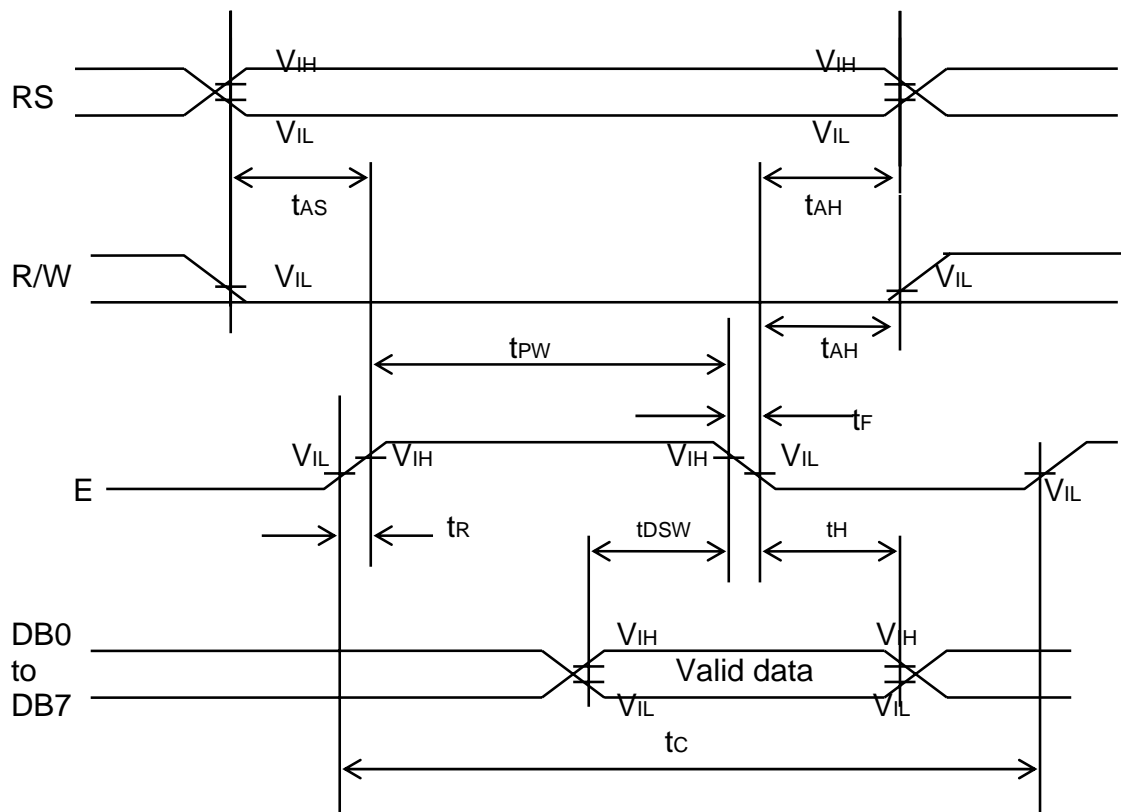 VIH VIH
RS
VIL VIL
tAS tAH
R/W VIL VIL
tPW tAH
tF
VIL VIH VIH VIL
E VIL
tR tDSW tH
DB0 VIH VIH
to Valid data
DB7 VIL VIL
tC